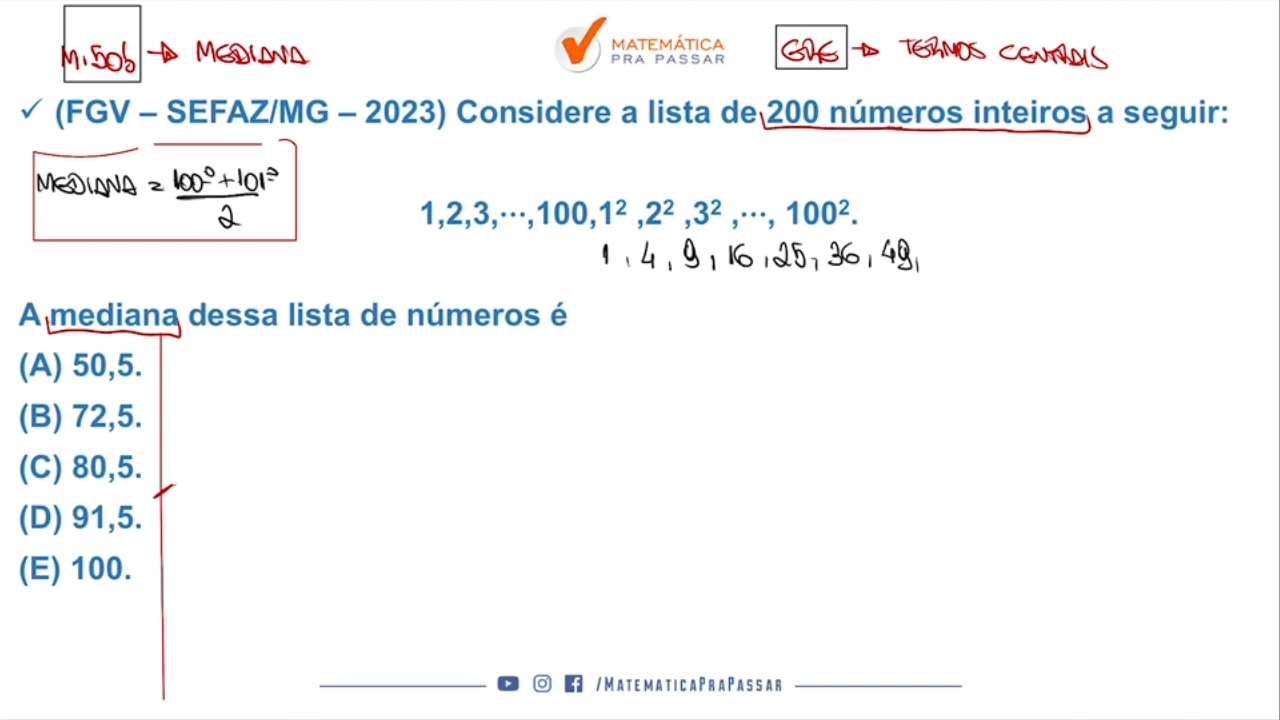 M.50b → MEDIANA
MATEMÁTICA
PRA PASSAR
→ TERMOS CENTRAIS
✓ (FGV – SEFAZ/MG – 2023) Considere a lista de 200 números inteiros a seguir:
MEDIANA = 100º + 101º
2
1,2,3,⋯,100,1² ,2² ,3² ,⋯, 100².
1, 4, 9, 16, 25, 36, 49,
A mediana dessa lista de números é
(A) 50,5.
(B) 72,5.
(C) 80,5.
(D) 91,5.
(E) 100.
/MATEMATICAPRAPASSAR